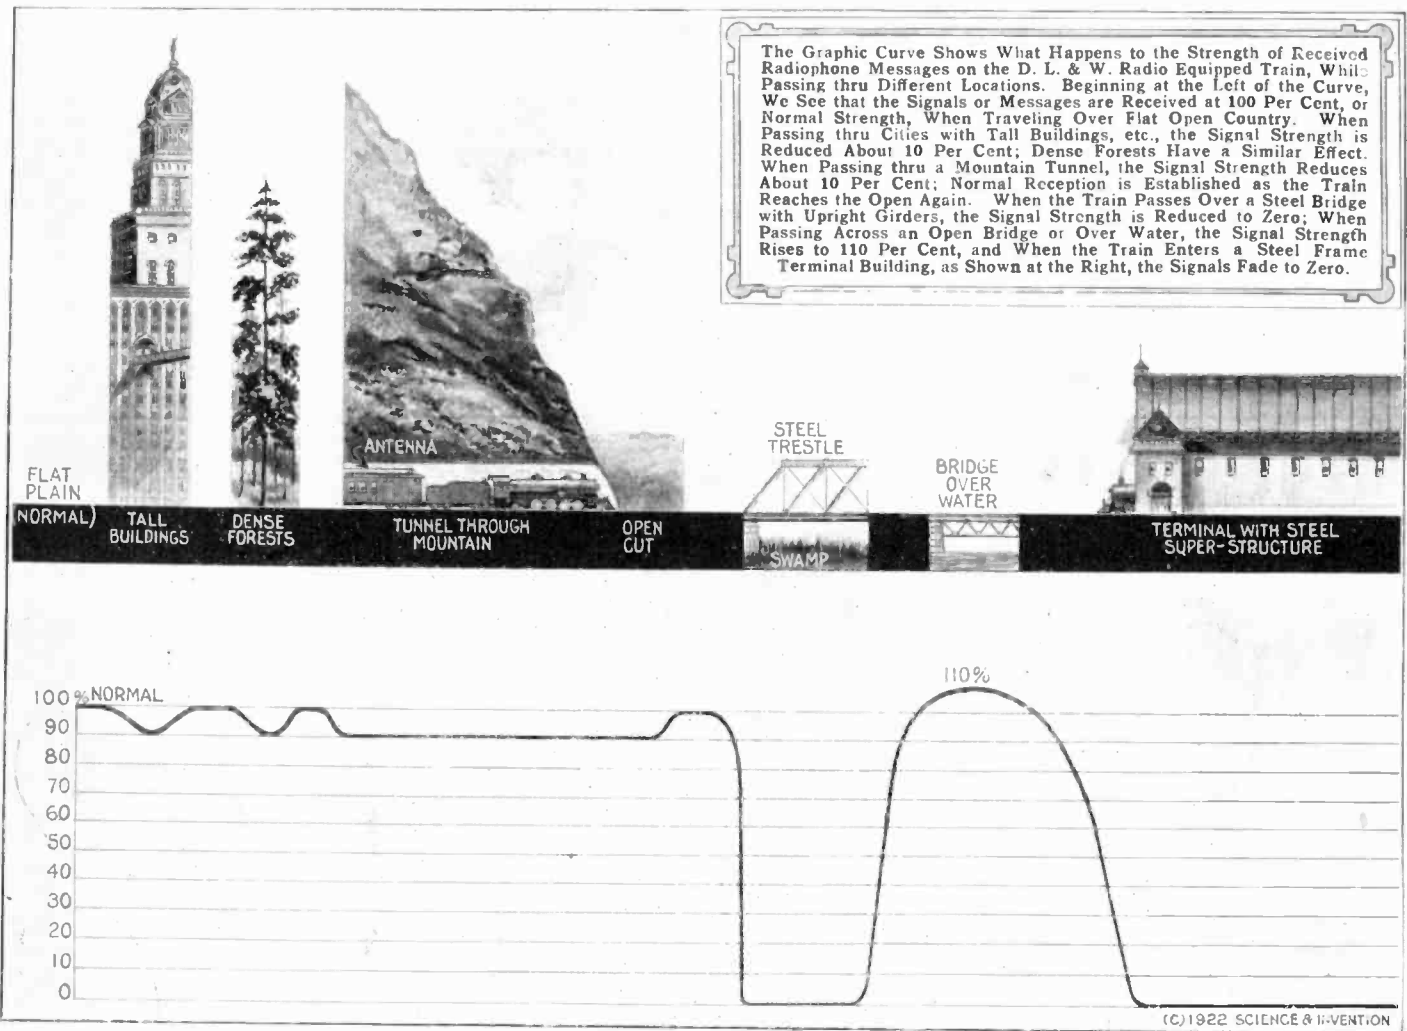 The Graphic Curve Shows What Happens to the Strength of Received
Radiophone Messages on the D. L. & W. Radio Equipped Train, While
Passing thru Different Locations. Beginning at the Left of the Curve,
We See that the Signals or Messages are Received at 100 Per Cent, or
Normal Strength, When Traveling Over Flat Open Country. When
Passing thru Cities with Tall Buildings, etc., the Signal Strength is
Reduced About 10 Per Cent; Dense Forests Have a Similar Effect.
When Passing thru a Mountain Tunnel, the Signal Strength Reduces
About 10 Per Cent; Normal Reception is Established as the Train
Reaches the Open Again. When the Train Passes Over a Steel Bridge
with Upright Girders, the Signal Strength is Reduced to Zero; When
Passing Across an Open Bridge or Over Water, the Signal Strength
Rises to 110 Per Cent, and When the Train Enters a Steel Frame
Terminal Building, as Shown at the Right, the Signals Fade to Zero.
ANTENNA
STEEL
TRESTLE
FLAT
PLAIN
NORMAL)
BRIDGE
OVER
WATER
TALL
BUILDINGS
DENSE
FORESTS
TUNNEL THROUGH
MOUNTAIN
OPEN
CUT
SWAMP
TERMINAL WITH STEEL
SUPER-STRUCTURE
110%
100% NORMAL
90
80
70
60
50
40
30
20
10
0
(C) 1922 SCIENCE & INVENTION